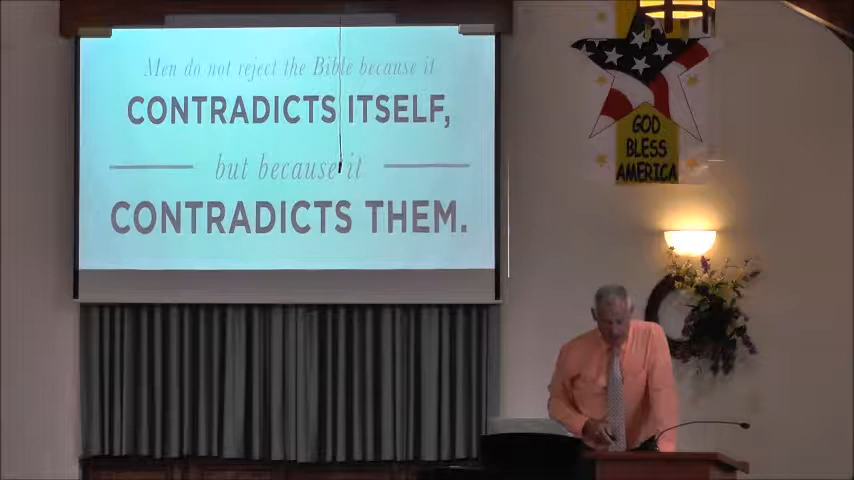 Men do not reject the Bible because it
CONTRADICTS ITSELF,
but because it
CONTRADICTS THEM.
GOD
BLESS
AMERICA